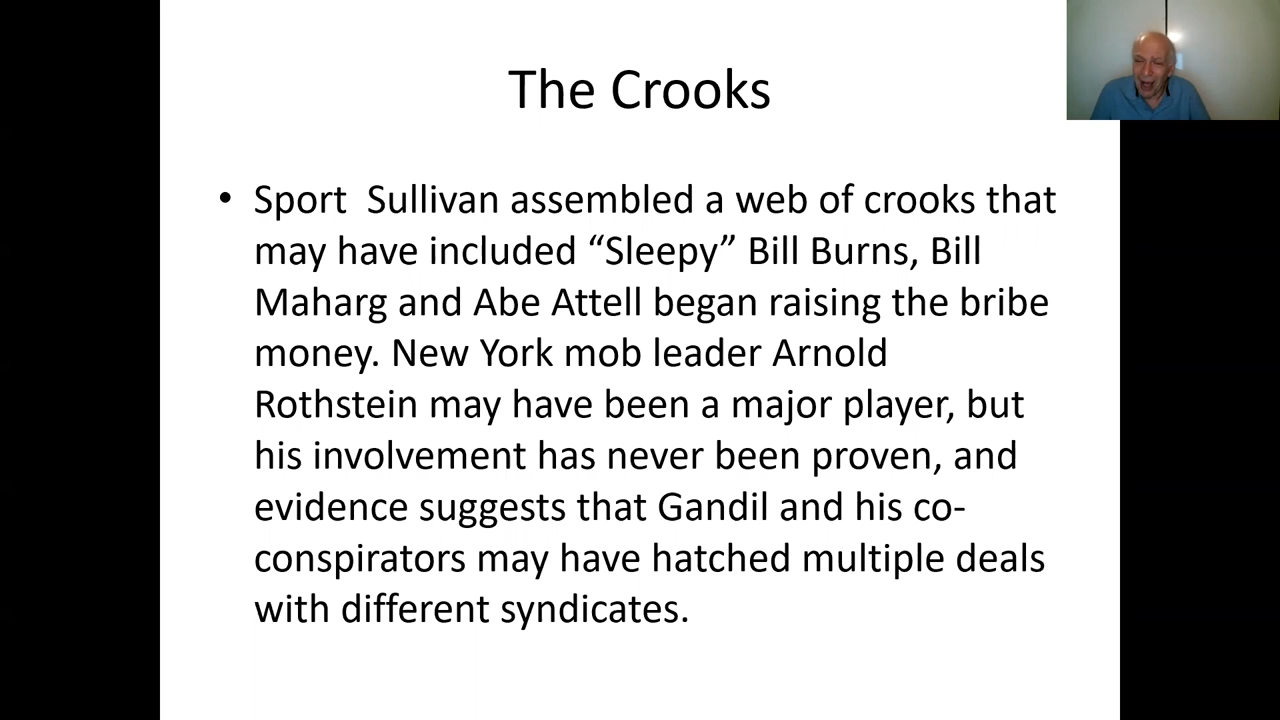 The Crooks
• Sport  Sullivan assembled a web of crooks that
may have included “Sleepy” Bill Burns, Bill
Maharg and Abe Attell began raising the bribe
money. New York mob leader Arnold
Rothstein may have been a major player, but
his involvement has never been proven, and
evidence suggests that Gandil and his co-
conspirators may have hatched multiple deals
with different syndicates.